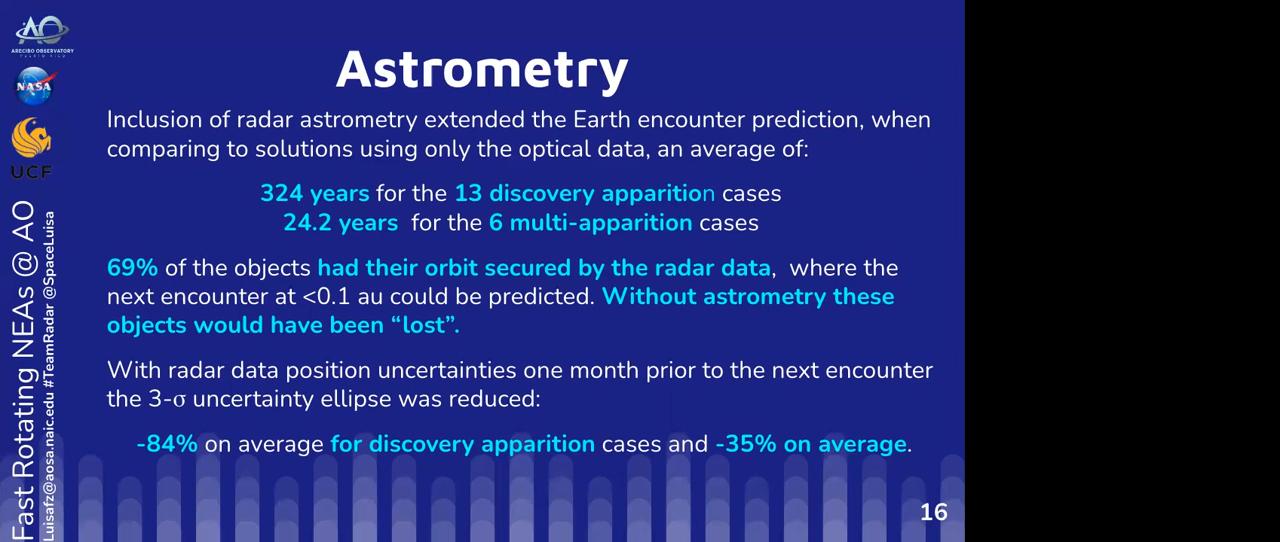 AO
ARECIBO OBSERVATORY
PUERTO RICO
NASA
UCF
Fast Rotating NEAs @ AO
Luisafz@aosa.naic.edu #TeamRadar @SpaceLuisa
Astrometry
Inclusion of radar astrometry extended the Earth encounter prediction, when
comparing to solutions using only the optical data, an average of:
324 years for the 13 discovery apparition cases
24.2 years for the 6 multi-apparition cases
69% of the objects had their orbit secured by the radar data, where the
next encounter at <0.1 au could be predicted. Without astrometry these
objects would have been “lost”.
With radar data position uncertainties one month prior to the next encounter
the 3-σ uncertainty ellipse was reduced:
-84% on average for discovery apparition cases and -35% on average.
16